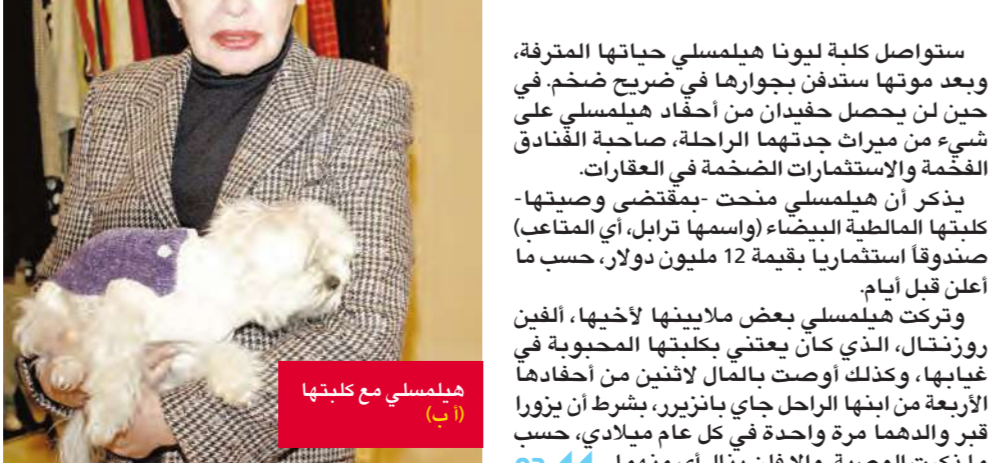 ستواصل كلبة ليونا هيلمسلي حياتها المترفة،
وبعد موتها ستدفن بجوارها في ضريح ضخم. في
حين لن يحصل حفيدان من أحفاد هيلمسلي على
شيء من ميراث جدتهما الراحلة، صاحبة الفنادق
الفخمة والاستثمارات الضخمة في العقارات.
يذكر أن هيلمسلي منحت -بمقتضى وصيتها-
كلبتها المالطية البيضاء (واسمها ترابل، أي المتاعب)
صندوقاً استثماريا بقيمة 12 مليون دولار، حسب ما
أعلن قبل أيام.
وتركت هيلمسلي بعض ملايينها لأخيها، ألفين
روزنتال، الذي كان يعتني بكلبتها المحبوبة في
غيابها، وكذلك أوصت بالمال لاثنين من أحفادها
الأربعة من ابنها الراحل جاي بانزيرر، بشرط أن يزورا
قبر والدهما مرة واحدة في كل عام ميلادي، حسب
هيلمسلي مع كلبتها
(أ ب)